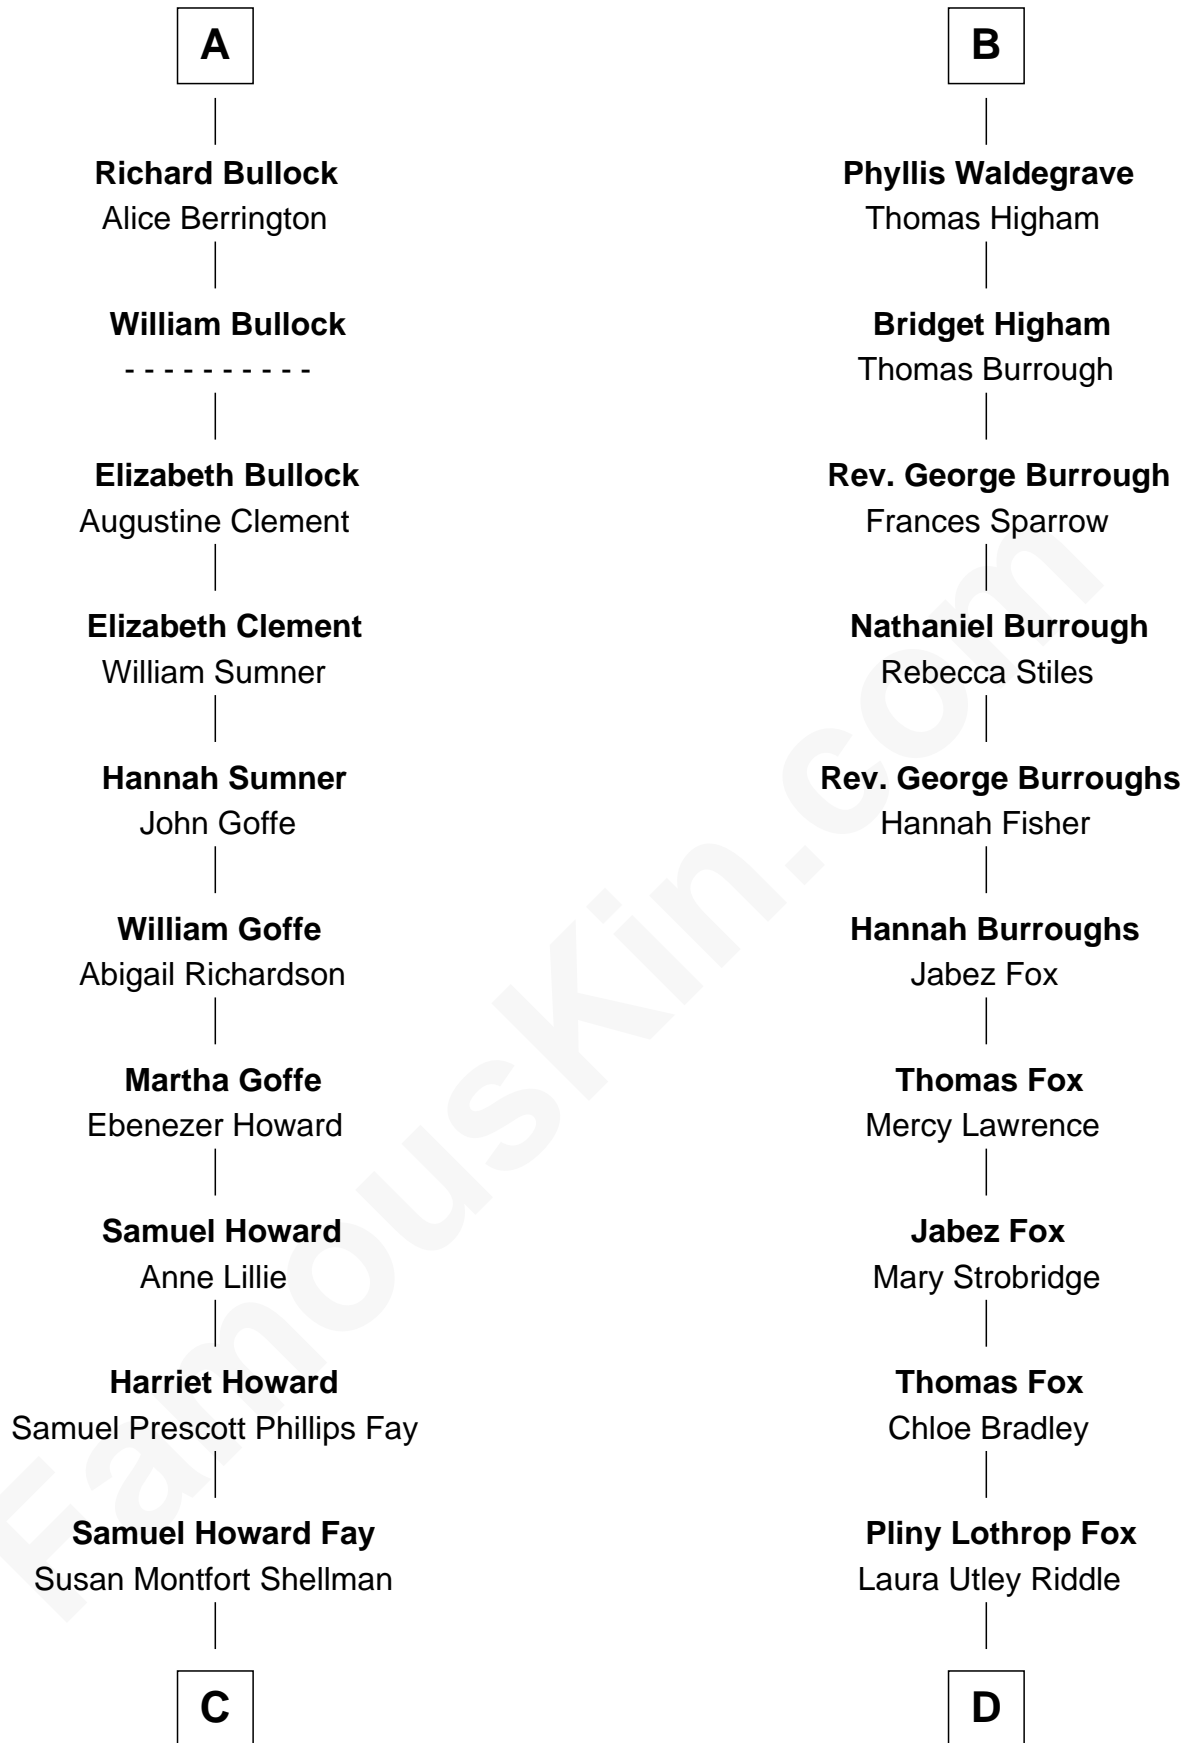 A
Richard Bullock
Alice Berrington
William Bullock
- - - - - - - - - -
Elizabeth Bullock
Augustine Clement
Elizabeth Clement
William Sumner
Hannah Sumner
John Goffe
William Goffe
Abigail Richardson
Martha Goffe
Ebenezer Howard
Samuel Howard
Anne Lillie
Harriet Howard
Samuel Prescott Phillips Fay
Samuel Howard Fay
Susan Montfort Shellman
C
B
Phyllis Waldegrave
Thomas Higham
Bridget Higham
Thomas Burrough
Rev. George Burrough
Frances Sparrow
Nathaniel Burrough
Rebecca Stiles
Rev. George Burroughs
Hannah Fisher
Hannah Burroughs
Jabez Fox
Thomas Fox
Mercy Lawrence
Jabez Fox
Mary Strobridge
Thomas Fox
Chloe Bradley
Pliny Lothrop Fox
Laura Utley Riddle
D
FamousKin.com